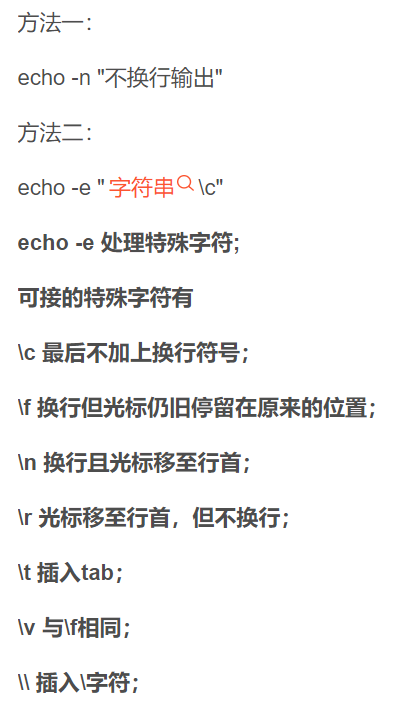 方法一：
echo -n "不换行输出"
方法二：
echo -e " 字符串 \c"
echo -e 处理特殊字符;
可接的特殊字符有
\c 最后不加上换行符号；
\f 换行但光标仍旧停留在原来的位置；
\n 换行且光标移至行首；
\r 光标移至行首，但不换行；
\t 插入tab；
\v 与\f相同；
\\ 插入\字符；